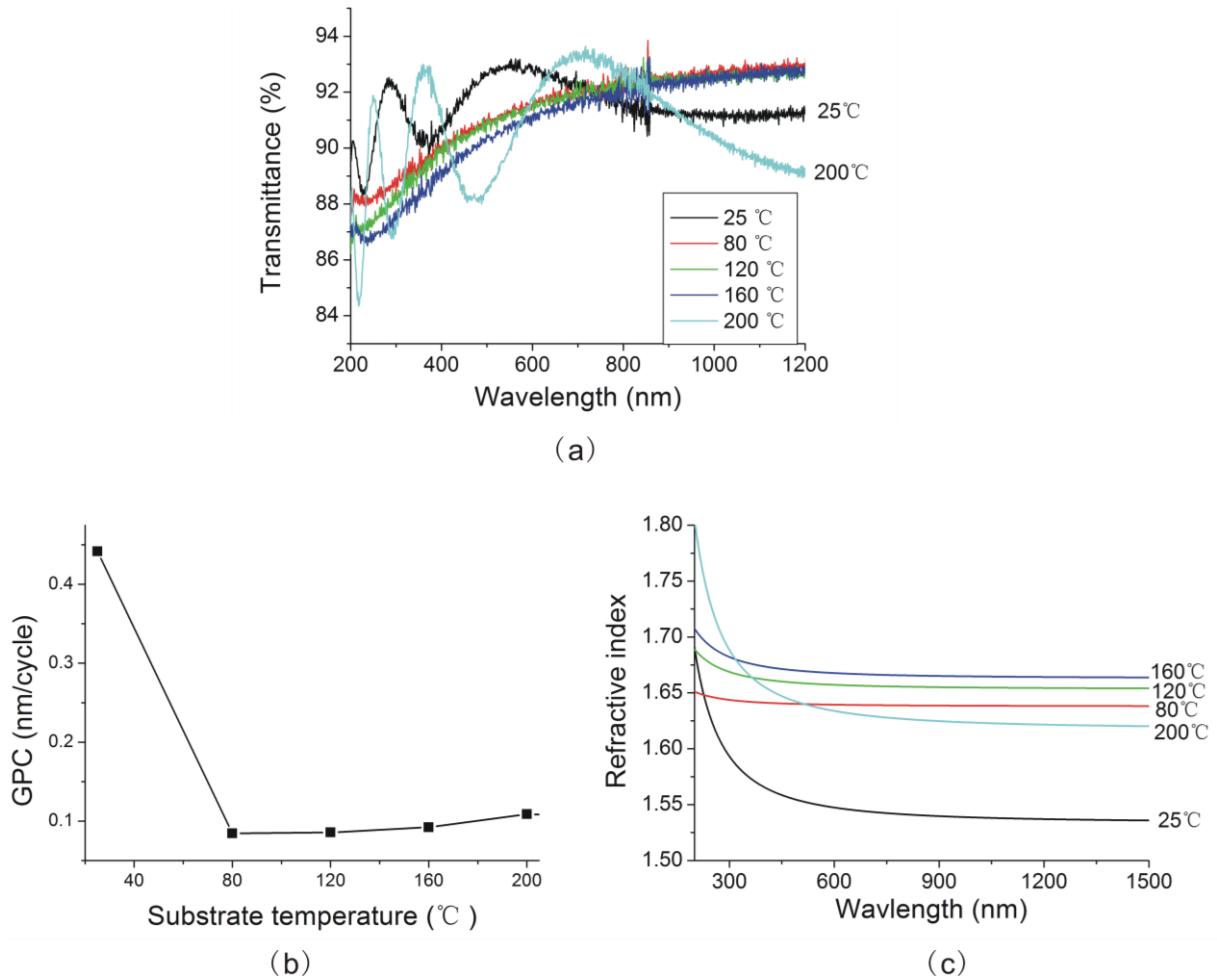 94
92
90
88
86
84
Transmittance (%)
25℃
200℃
25 ℃
80 ℃
120 ℃
160 ℃
200 ℃
200 400 600 800 1000 1200
Wavelength (nm)
（a）
0.4
0.3
0.2
0.1
GPC (nm/cycle)
40 80 120 160 200
Substrate temperature (℃)
（b）
1.80
1.75
1.70
1.65
1.60
1.55
1.50
Refractive index
160℃
120℃
80℃
200℃
25℃
300 600 900 1200 1500
Wavlength (nm)
（c）